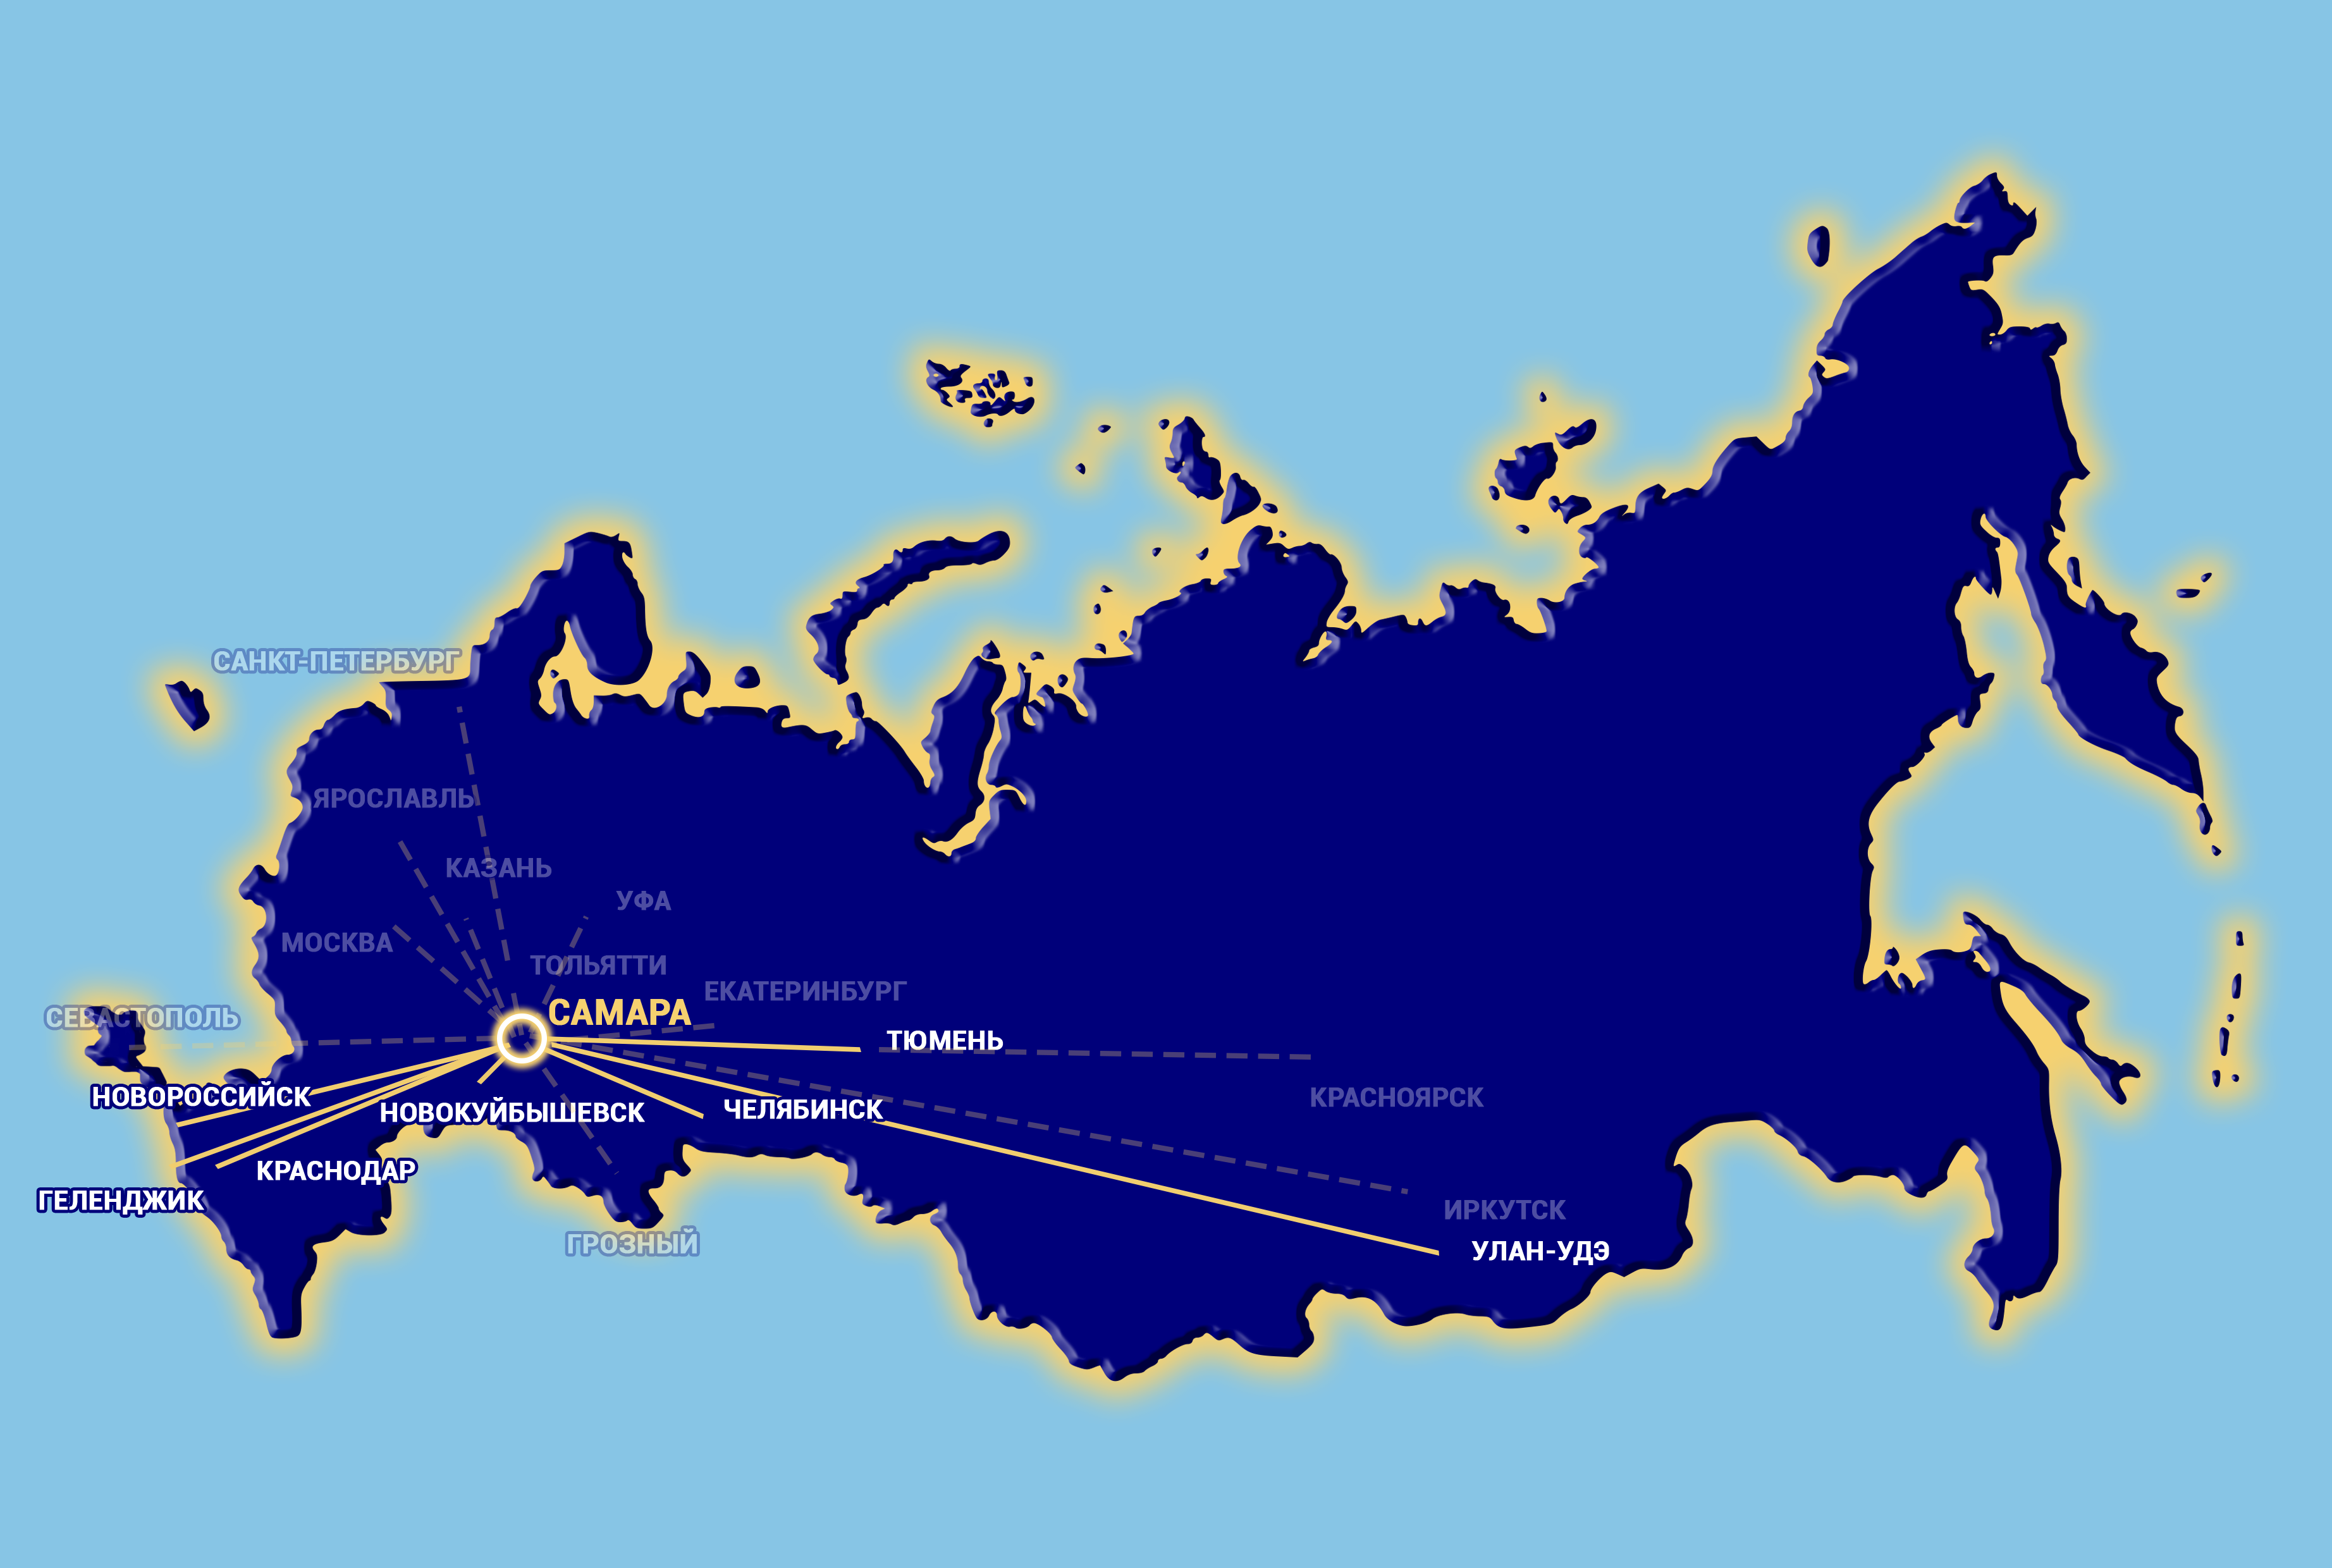 САНКТ-ПЕТЕРБУРГ
ЯРОСЛАВЛЬ
КАЗАНЬ
УФА
МОСКВА
ТОЛЬЯТТИ
ЕКАТЕРИНБУРГ
САМАРА
СЕВАСТОПОЛЬ
ТЮМЕНЬ
НОВОРОССИЙСК
КРАСНОЯРСК
НОВОКУЙБЫШЕВСК
ЧЕЛЯБИНСК
КРАСНОДАР
ГЕЛЕНДЖИК
ИРКУТСК
ГРОЗНЫЙ
УЛАН-УДЭ